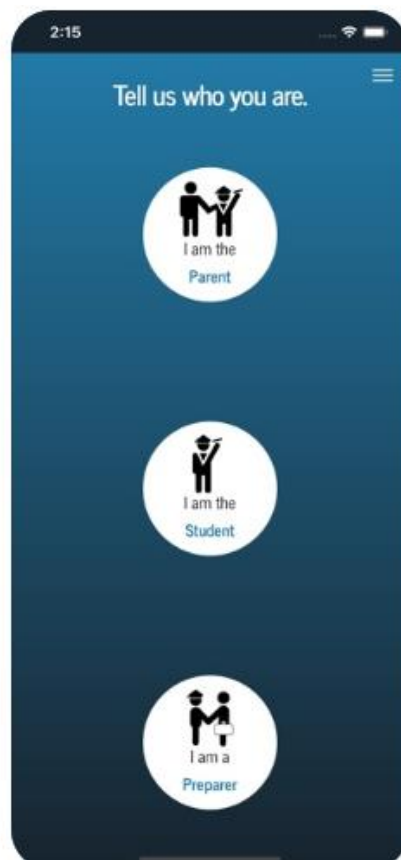 2:15
Tell us who you are.
I am the
Parent
I am the
Student
I am a
Preparer